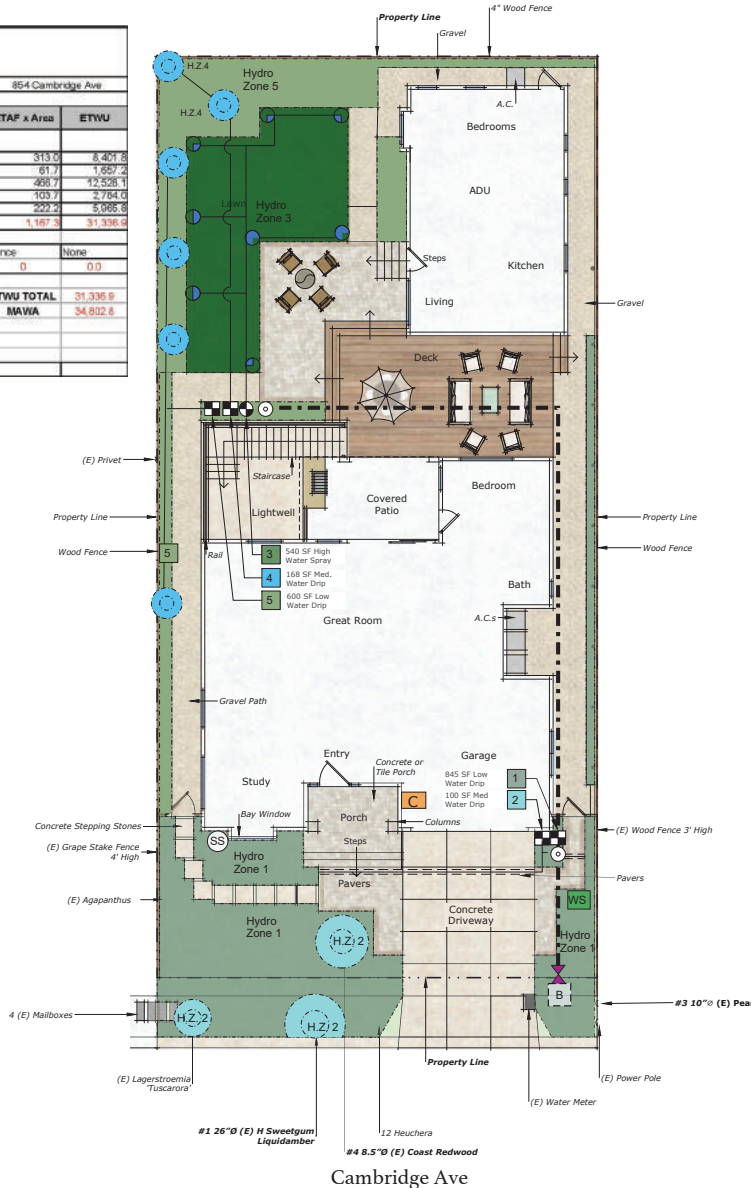 854 Cambridge Ave
ETAF x Area ETWU
313.0 8,401.8
61.7 1,657.2
466.7 12,528.1
103.7 2,784.0
222.2 5,965.8
1,167.3 31,336.9
None
0 0.0
31,336.9
MAWA 34,802.8
Property Line
4" Wood Fence
Gravel
H.Z.4
Hydro
Zone 5
H.Z.4
A.C.
Bedrooms
ADU
Lawn
Hydro
Zone 3
Steps
Kitchen
Living
Gravel
Deck
(E) Privet
Staircase
Bedroom
Covered
Patio
Lightwell
Property Line
Property Line
Wood Fence
5
Rail
Wood Fence
3 540 SF High
Water Spray
4 168 SF Med.
Water Drip
5 600 SF Low
Water Drip
Bath
Great Room
A.C.s
Gravel Path
Entry
Concrete or
Tile Porch
Garage
Study
845 SF Low
Water Drip
1
100 SF Med
Water Drip
2
C
Bay Window
Porch
Columns
Concrete Stepping Stones
(E) Wood Fence 3' High
SS
Steps
(E) Grape Stake Fence
4' High
Hydro
Zone 1
Pavers
Pavers
(E) Agapanthus
WS
Hydro
Zone 1
Concrete
Driveway
H.Z. 2
Hydro
Zone 1
B
4 (E) Mailboxes
H.Z. 2
H.Z. 2
#3 10"⌀ (E) Pear
Property Line
(E) Lagerstroemia
'Tuscarora'
(E) Power Pole
(E) Water Meter
#1 26"Ø (E) H Sweetgum
Liquidamber
12 Heuchera
#4 8.5"Ø (E) Coast Redwood
Cambridge Ave